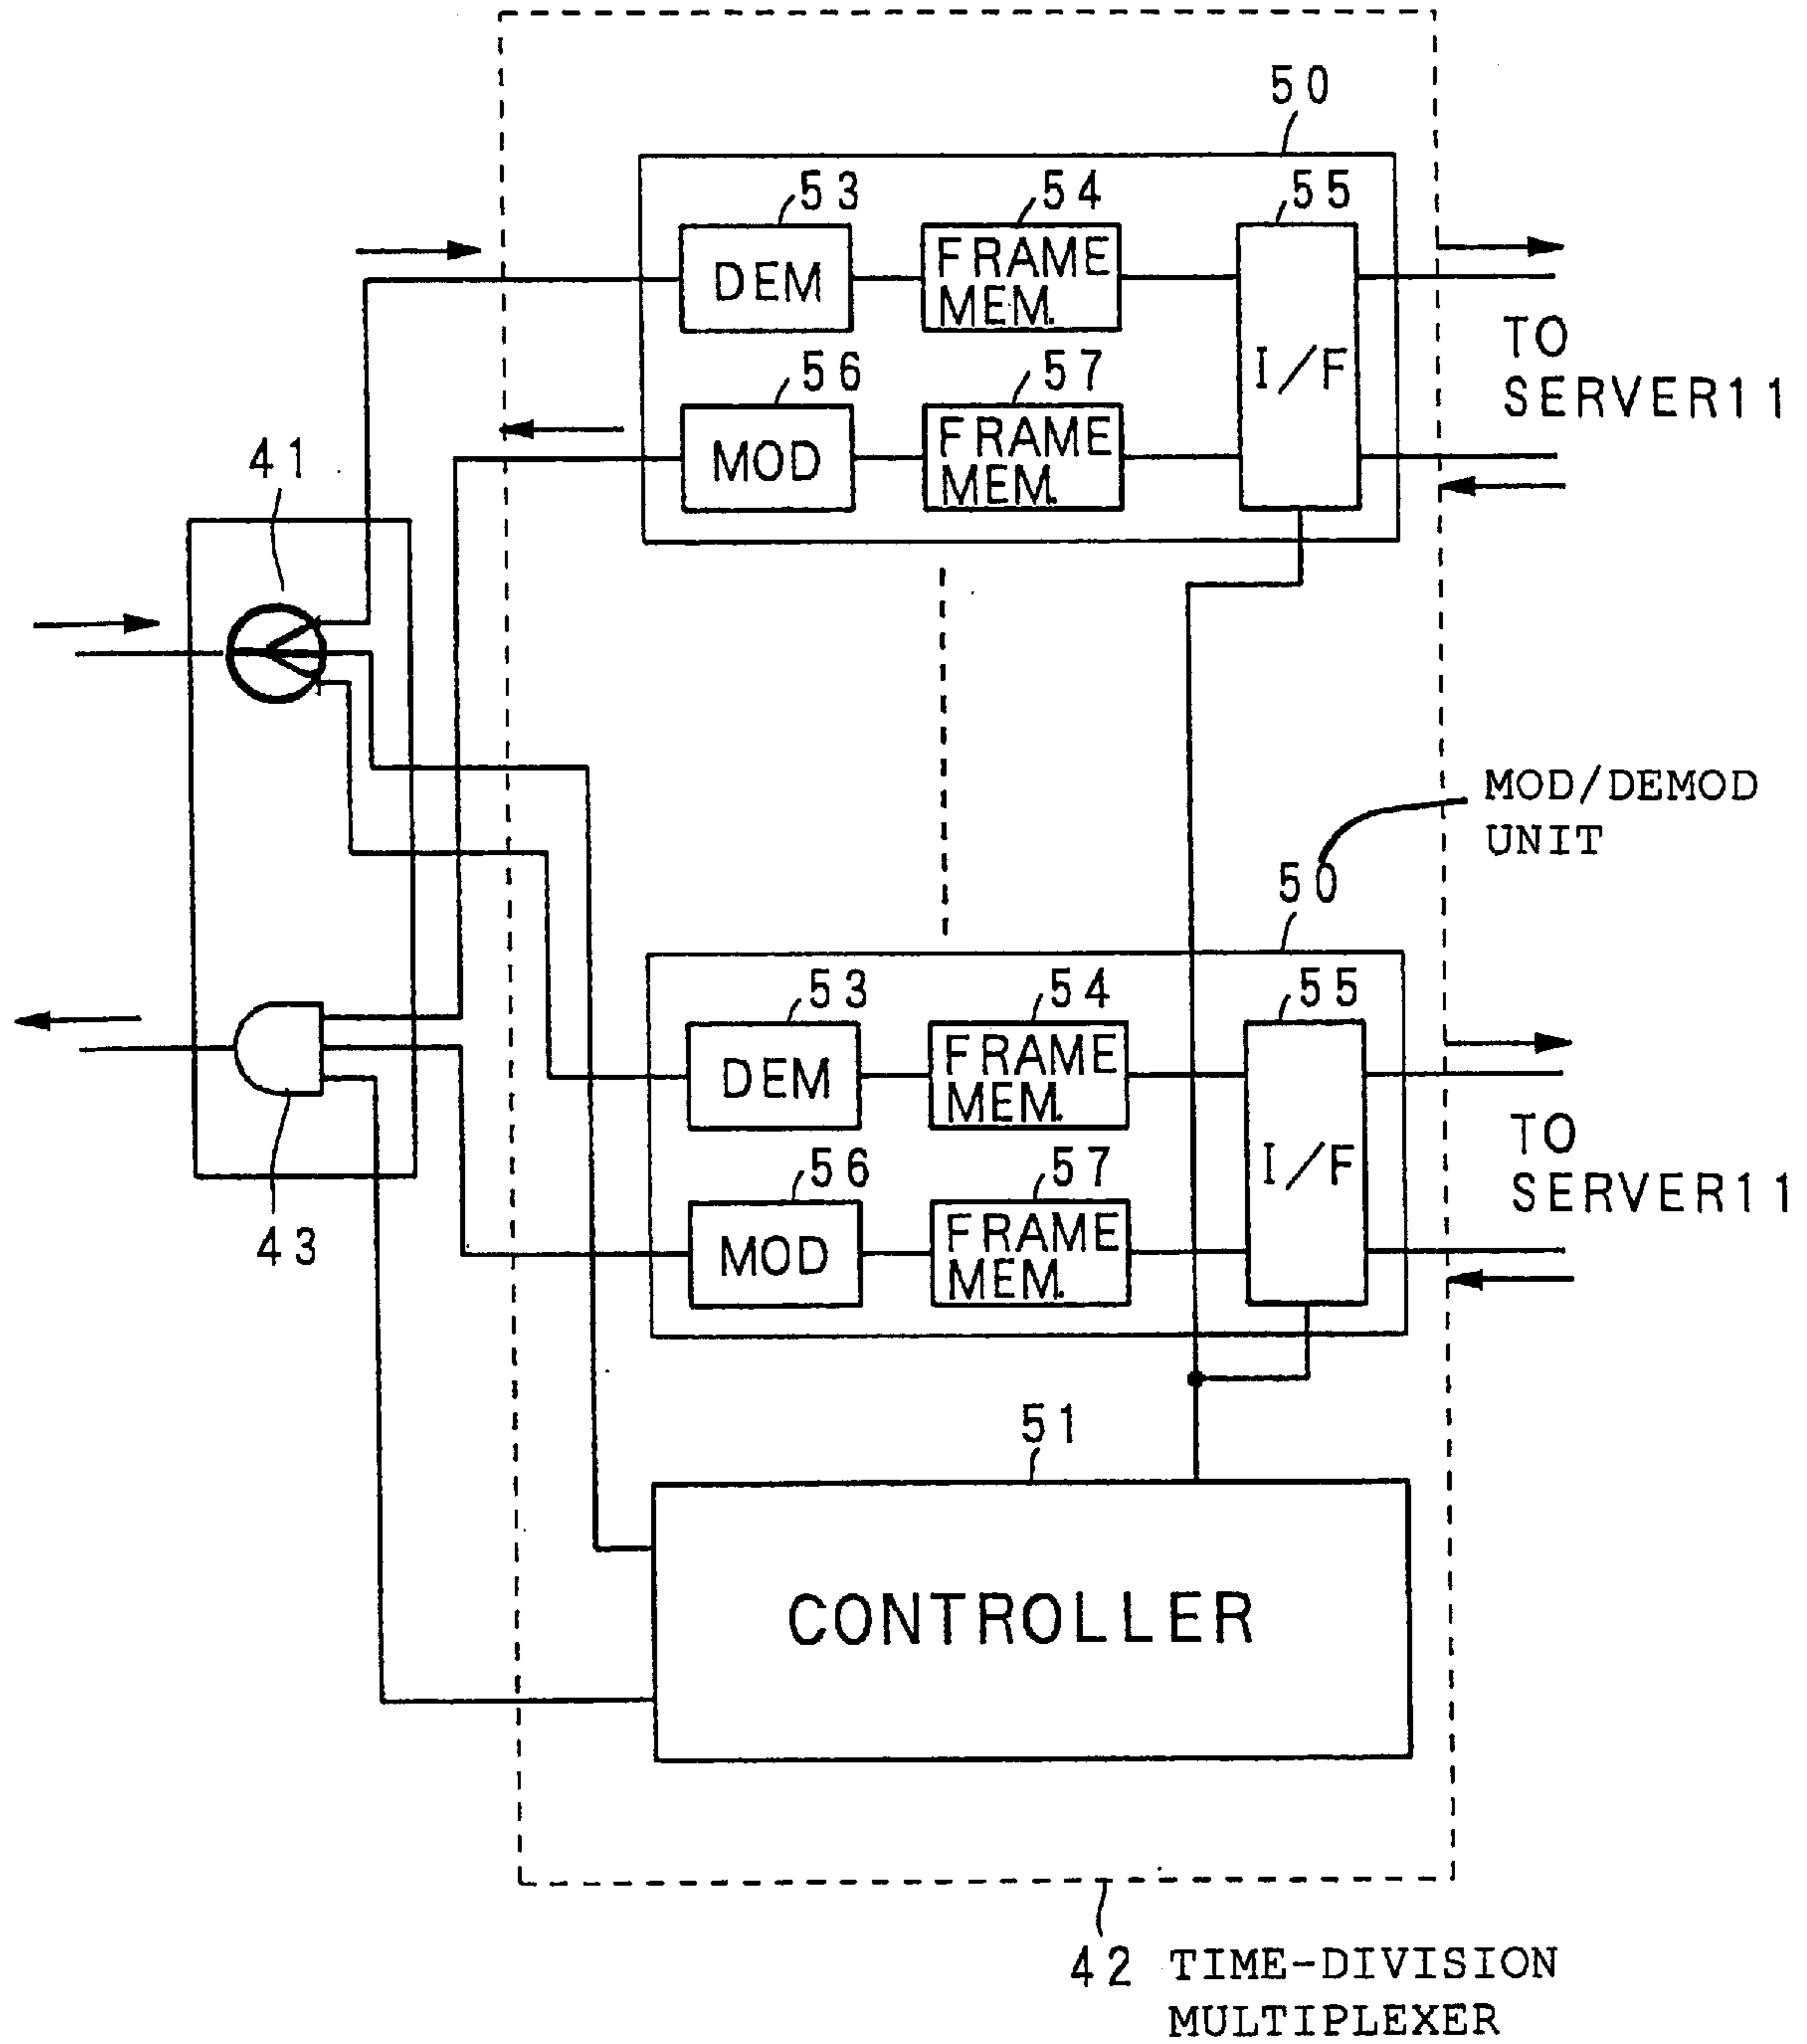 50
53
54
55
DEM
FRAME
MEM.
I/F
TO
SERVER11
56
57
MOD
FRAME
MEM.
41
MOD/DEMOD
UNIT
50
53
54
55
DEM
FRAME
MEM.
I/F
TO
SERVER11
56
57
MOD
FRAME
MEM.
43
51
CONTROLLER
42 TIME-DIVISION
MULTIPLEXER